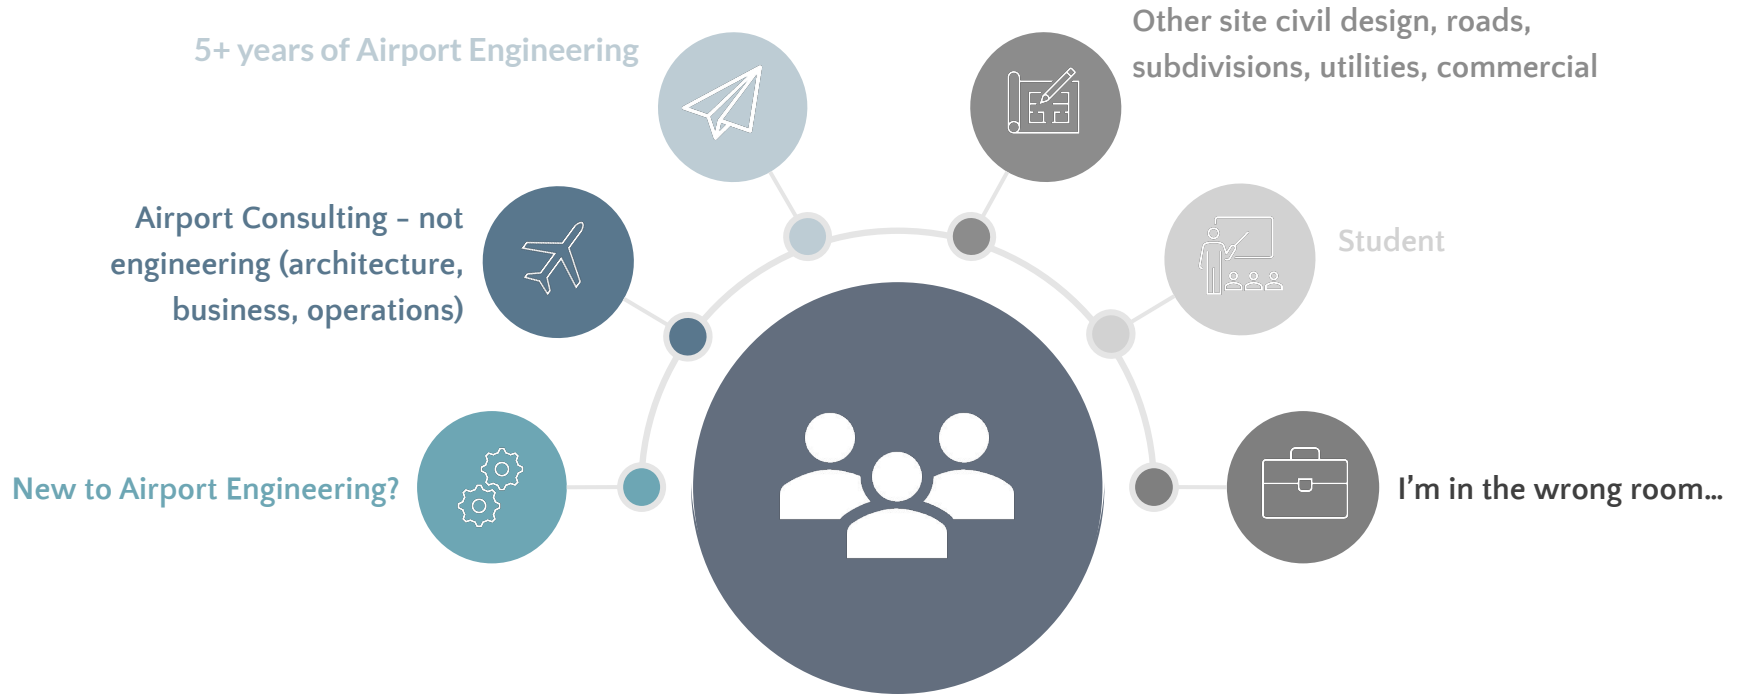 5+ years of Airport Engineering
Other site civil design, roads,
subdivisions, utilities, commercial
Airport Consulting – not
engineering (architecture,
business, operations)
Student
New to Airport Engineering?
I’m in the wrong room…